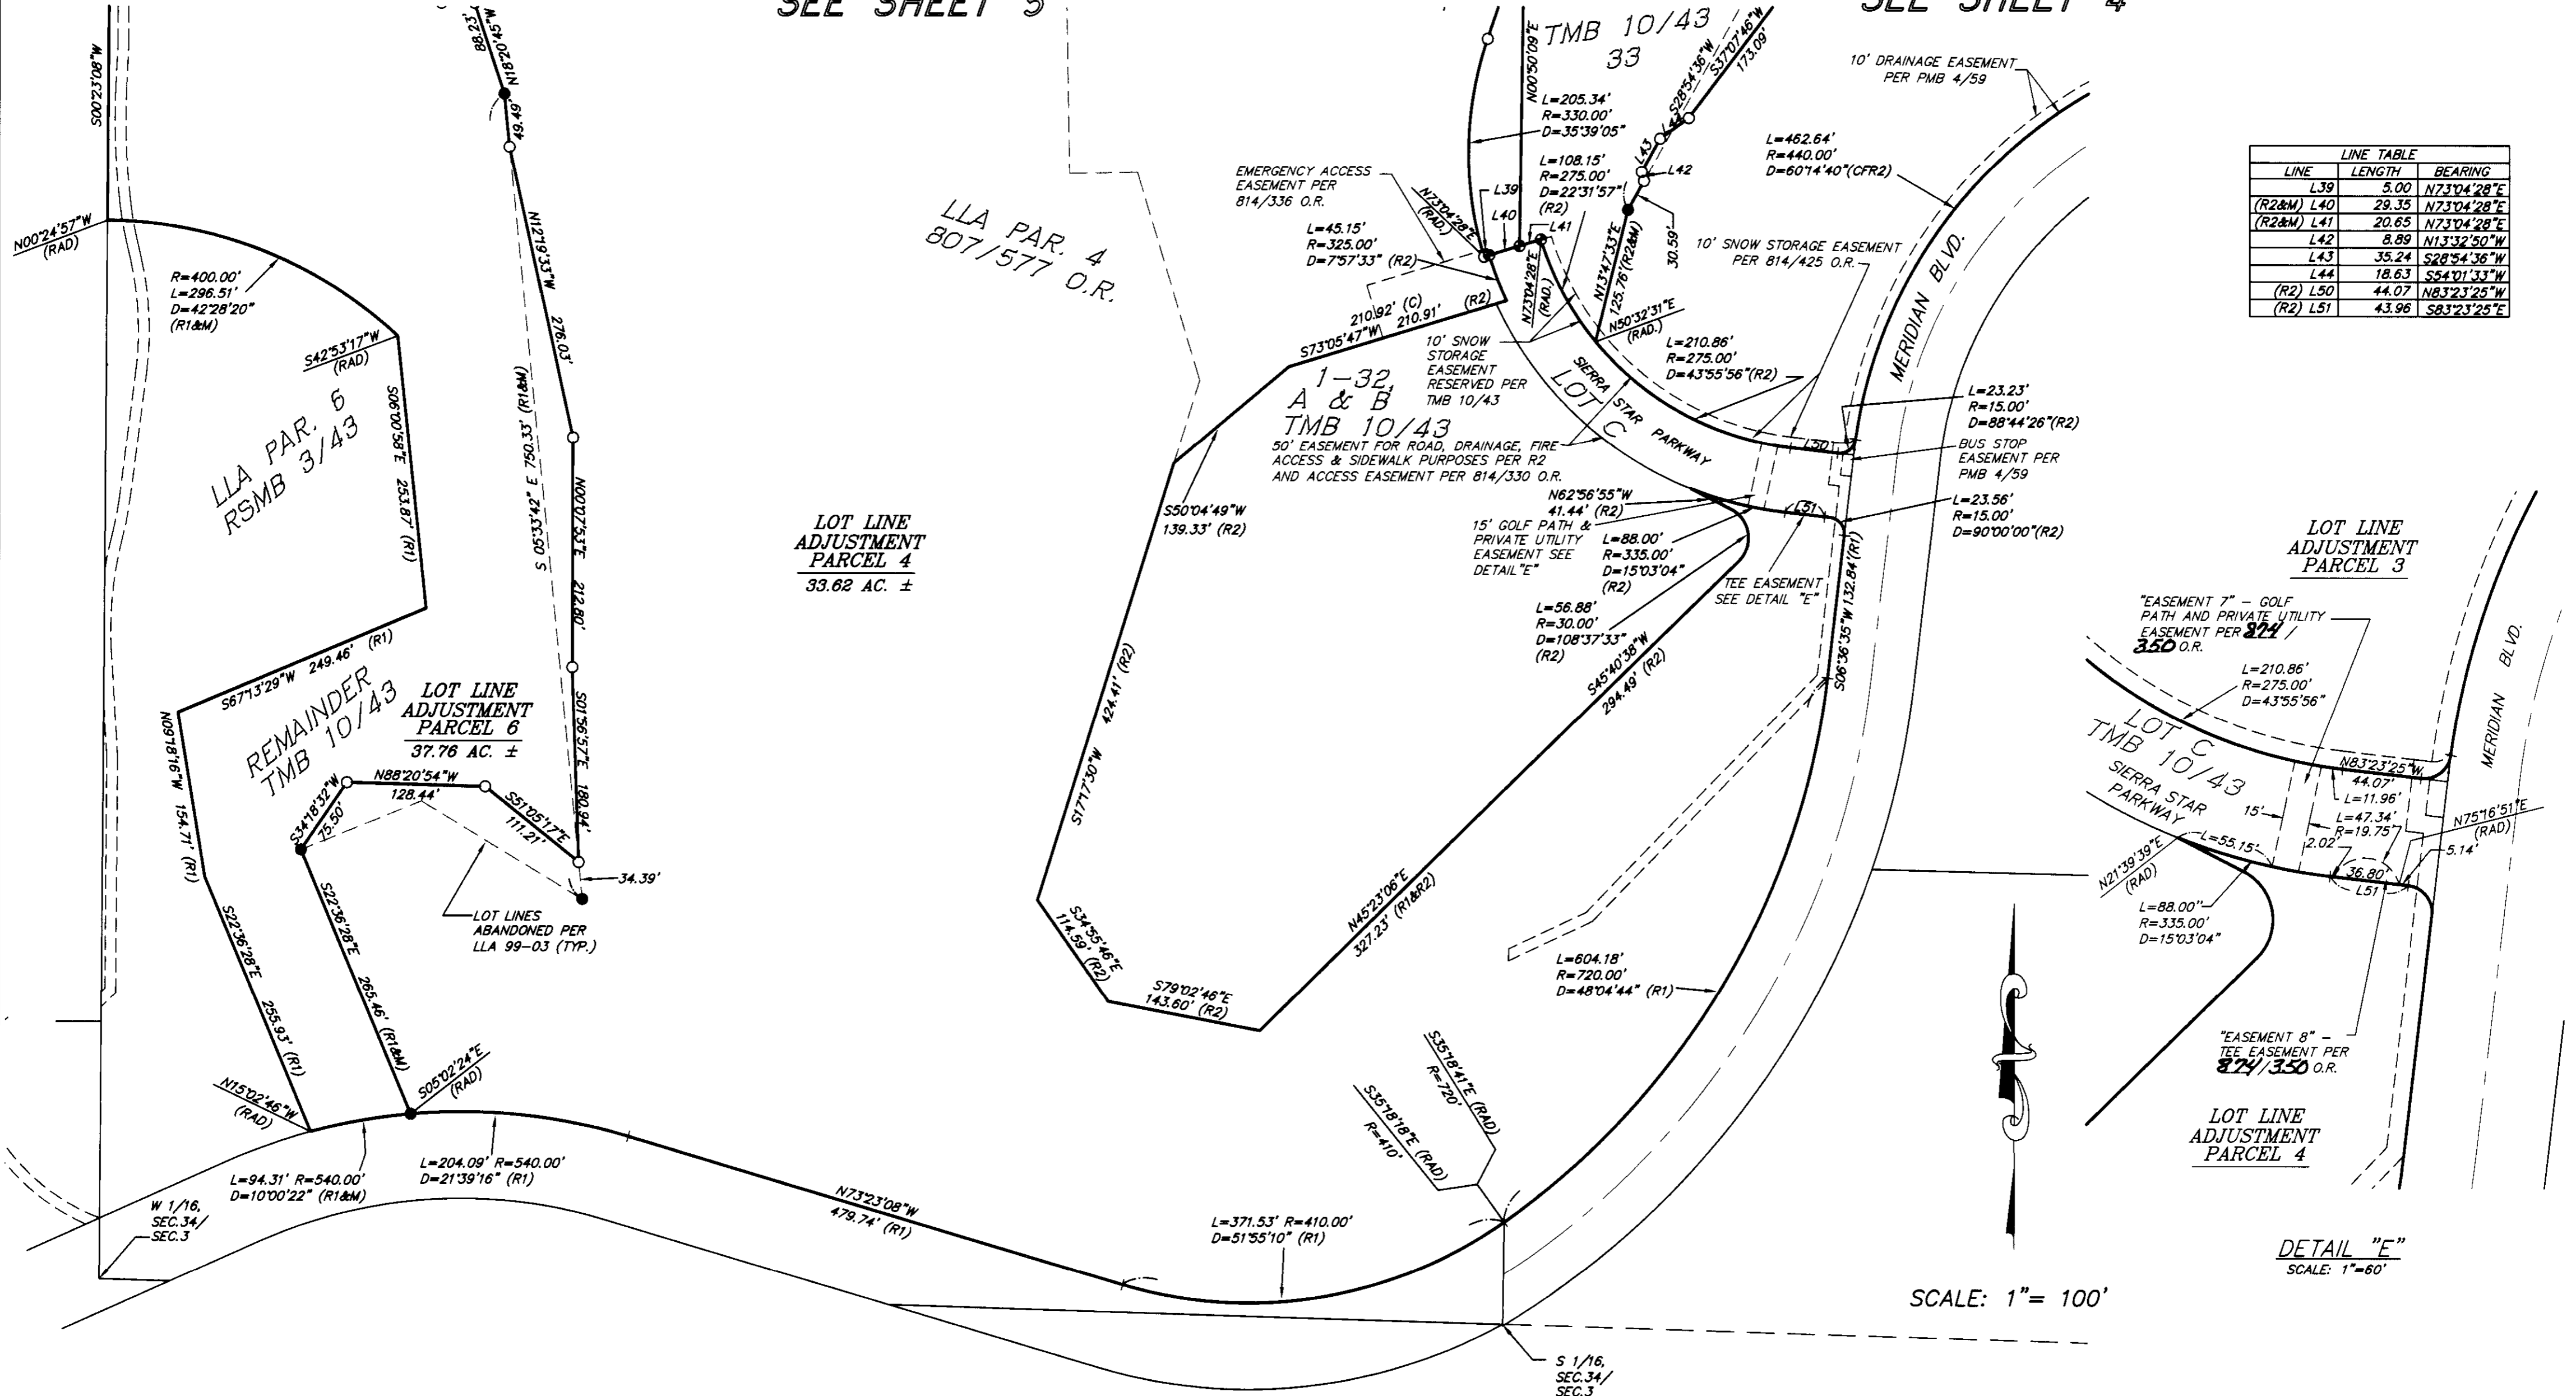 SEE SHEET 5
SEE SHEET 4
S00°23'08"W
N00°24'57"W
(RAD)
R=400.00'
L=296.51'
D=42°28'20"
(R1&M)
S42°53'17"W
(RAD)
S06°00'58"E 253.87' (R1)
LLA PAR. 6
RSMB 3/43
S67°13'29"W 249.46' (R1)
REMAINDER
TMB 10/43
LOT LINE
ADJUSTMENT
PARCEL 6
37.76 AC. ±
N09°18'16"W 154.71' (R1)
S34°18'32"W
75.50'
N88°20'54"W
128.44'
S51°05'17"E
111.21'
34.39'
LOT LINES
ABANDONED PER
LLA 99-03 (TYP.)
S22°36'28"E 255.93' (R1)
S22°36'28"E 265.46' (R1&M)
N15°02'46"W
(RAD)
S05°02'24"E
(RAD)
L=94.31' R=540.00'
D=10°00'22" (R1&M)
L=204.09' R=540.00'
D=21°39'16" (R1)
W 1/16,
SEC.34/
SEC.3
88.23'
N18°20'45"W
49.49'
N12°19'33"W 276.03'
S 05°33'42" E 750.33' (R1&M)
N00°07'53"E 212.80'
S01°56'57"E 180.94'
LOT LINE
ADJUSTMENT
PARCEL 4
33.62 AC. ±
LLA PAR. 4
807/577 O.R.
N73°23'08"W
479.74' (R1)
L=371.53' R=410.00'
D=51°55'10" (R1)
S35°18'18"E (RAD)
R=410'
S35°18'41"E (RAD)
R=720'
S 1/16,
SEC.34/
SEC.3
L=604.18'
R=720.00'
D=48°04'44" (R1)
S17°17'30"W 424.41' (R2)
S34°55'46"E
114.59' (R2)
S79°02'46"E
143.60' (R2)
N45°23'06"E
327.23' (R1&R2)
S45°40'38"W
294.49' (R2)
S50°04'49"W
139.33' (R2)
S73°05'47"W 210.91' (R2)
210.92' (C)
EMERGENCY ACCESS
EASEMENT PER
814/336 O.R.
L=45.15'
R=325.00'
D=7°57'33" (R2)
N73°04'28"E
(RAD.)
L39
L40
L41
N00°50'09"E
TMB 10/43
33
L=205.34'
R=330.00'
D=35°39'05"
L=108.15'
R=275.00'
D=22°31'57"
(R2)
N73°04'28"E
(RAD.)
N13°47'33"E
125.76'(R2&M)
30.59'
L42
L43
L44
S28°54'36"W
S37°07'46"W
173.09'
N50°32'31"E
(RAD.)
10' DRAINAGE EASEMENT
PER PMB 4/59
L=462.64'
R=440.00'
D=60°14'40"(CFR2)
10' SNOW STORAGE EASEMENT
PER 814/425 O.R.
MERIDIAN BLVD.
10' SNOW
STORAGE
EASEMENT
RESERVED PER
TMB 10/43
1-32,
A & B
TMB 10/43
50' EASEMENT FOR ROAD, DRAINAGE, FIRE
ACCESS & SIDEWALK PURPOSES PER R2
AND ACCESS EASEMENT PER 814/330 O.R.
SIERRA STAR PARKWAY
LOT C
L=210.86'
R=275.00'
D=43°55'56"(R2)
L50
L=23.23'
R=15.00'
D=88°44'26"(R2)
BUS STOP
EASEMENT PER
PMB 4/59
L=23.56'
R=15.00'
D=90°00'00"(R2)
N62°56'55"W
41.44' (R2)
15' GOLF PATH &
PRIVATE UTILITY
EASEMENT SEE
DETAIL"E"
L=88.00'
R=335.00'
D=15°03'04"
(R2)
L51
TEE EASEMENT
SEE DETAIL "E"
L=56.88'
R=30.00'
D=108°37'33"
(R2)
S06°36'35"W 132.84'(R1)
LINE TABLE
LINE LENGTH BEARING
L39 5.00 N73°04'28"E
(R2&M) L40 29.35 N73°04'28"E
(R2&M) L41 20.65 N73°04'28"E
L42 8.89 N13°32'50"W
L43 35.24 S28°54'36"W
L44 18.63 S54°01'33"W
(R2) L50 44.07 N83°23'25"W
(R2) L51 43.96 S83°23'25"E
LOT LINE
ADJUSTMENT
PARCEL 3
"EASEMENT 7" - GOLF
PATH AND PRIVATE UTILITY
EASEMENT PER 874/
350 O.R.
L=210.86'
R=275.00'
D=43°55'56"
MERIDIAN BLVD.
LOT C
TMB 10/43
SIERRA STAR
PARKWAY
N83°23'25"W
44.07'
L=11.96'
L=47.34'
R=19.75'
15'
2.02'
N75°16'51"E
(RAD)
5.14'
L=55.15'
36.80'
L51
N21°39'39"E
(RAD)
L=88.00"
R=335.00'
D=15°03'04"
"EASEMENT 8" -
TEE EASEMENT PER
874/350 O.R.
LOT LINE
ADJUSTMENT
PARCEL 4
DETAIL "E"
SCALE: 1"=60'
SCALE: 1"= 100'